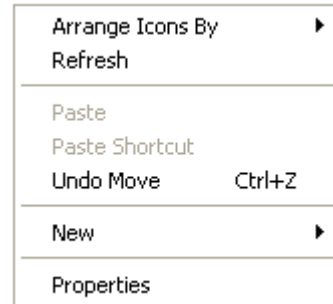 Arrange Icons By
Refresh
Paste
Paste Shortcut
Undo Move Ctrl+Z
New
Properties